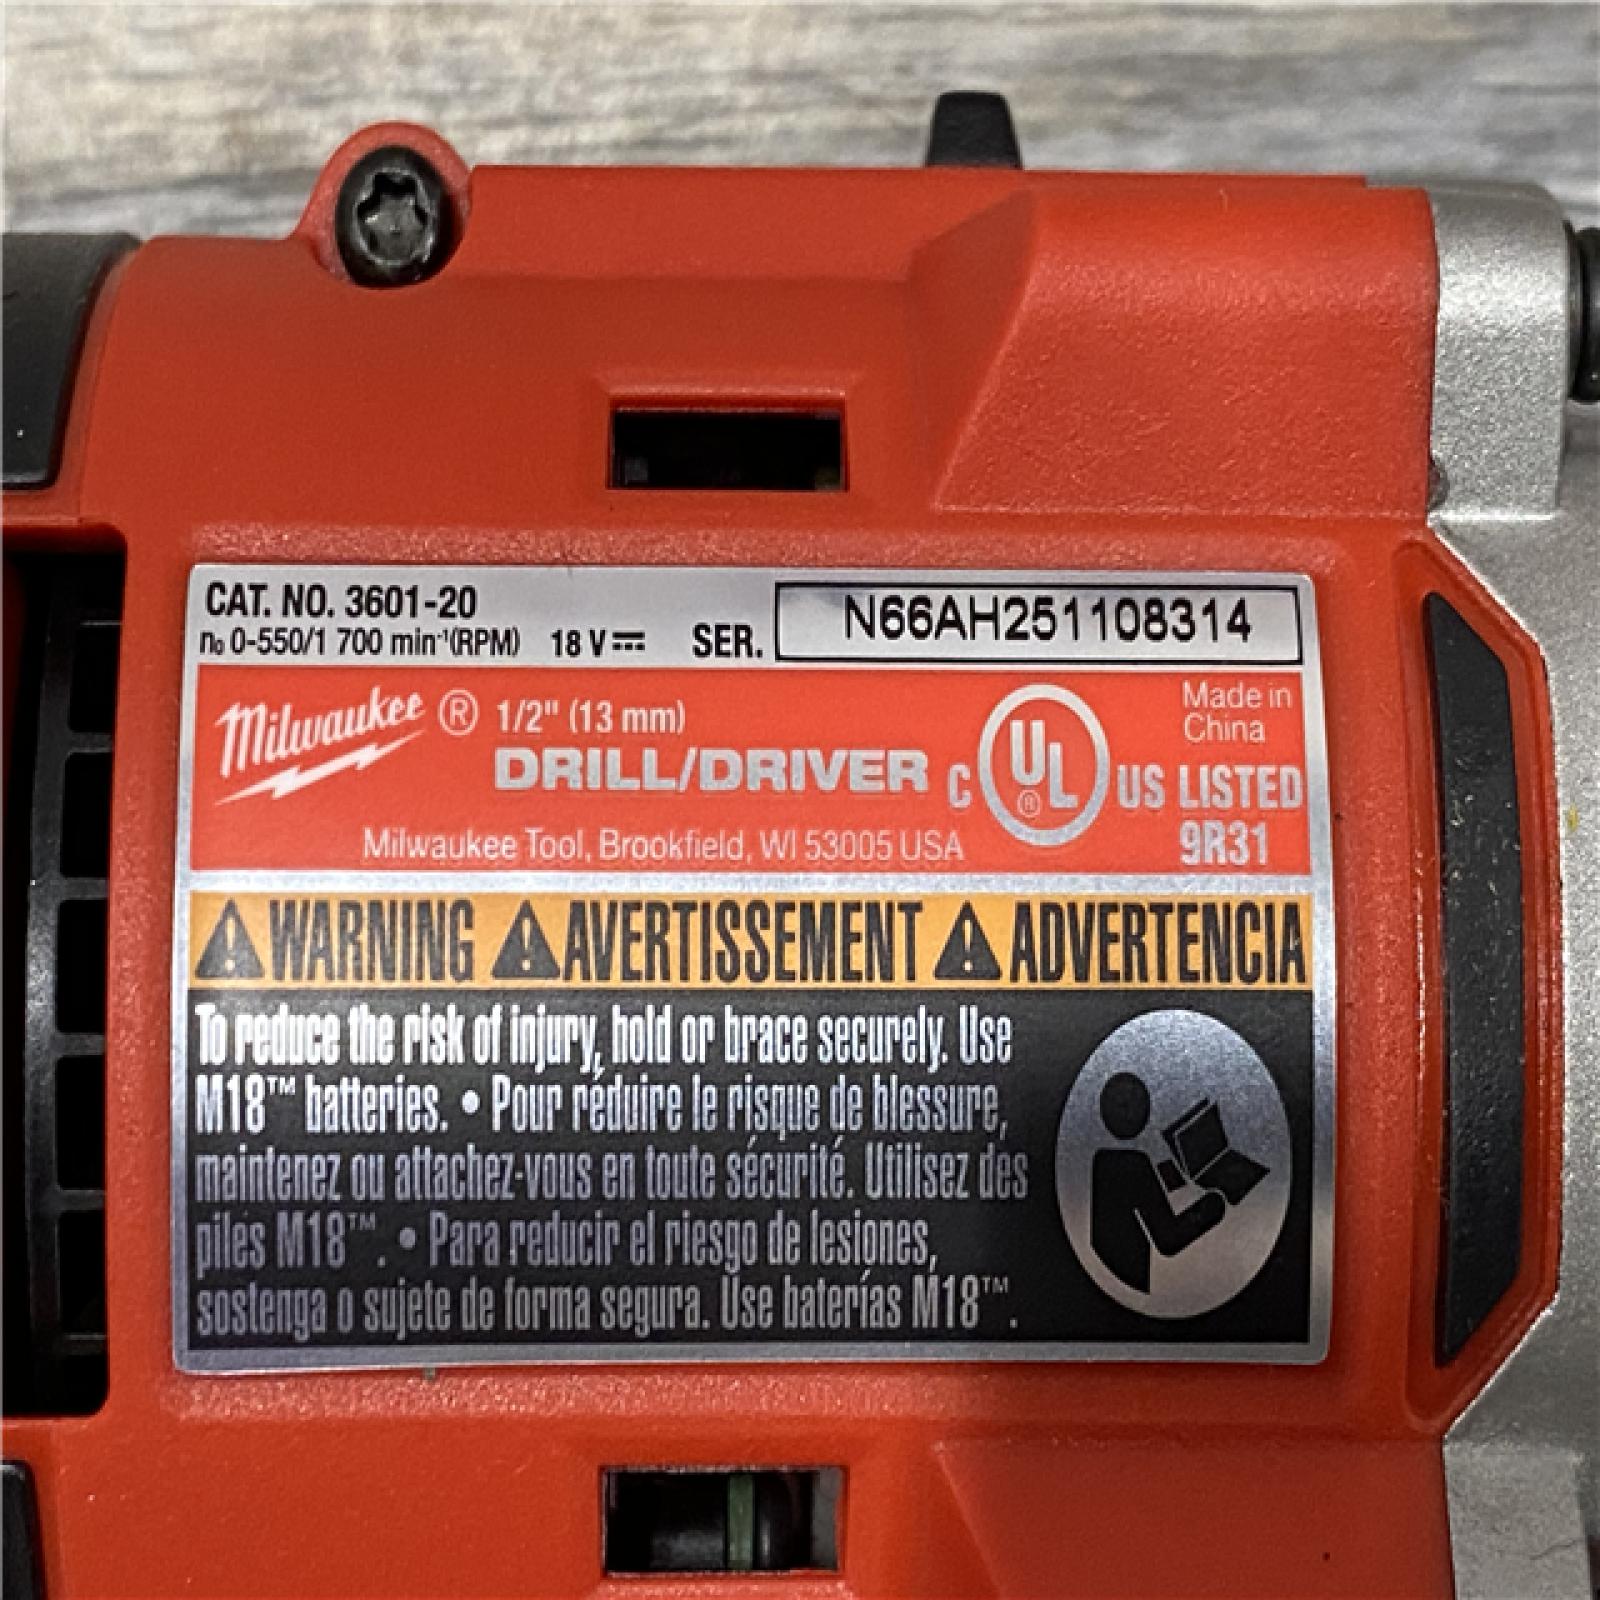 CAT. NO. 3601-20
n₀ 0-550/1 700 min⁻¹(RPM) 18 V⎓ SER. N66AH251108314
Milwaukee® 1/2" (13 mm)
DRILL/DRIVER
Milwaukee Tool, Brookfield, WI 53005 USA
C UL® US LISTED
9R31
Made in
China
WARNING AVERTISSEMENT ADVERTENCIA
To reduce the risk of injury, hold or brace securely. Use
M18™ batteries. • Pour réduire le risque de blessure,
maintenez ou attachez-vous en toute sécurité. Utilisez des
piles M18™. • Para reducir el riesgo de lesiones,
sostenga o sujete de forma segura. Use baterías M18™.